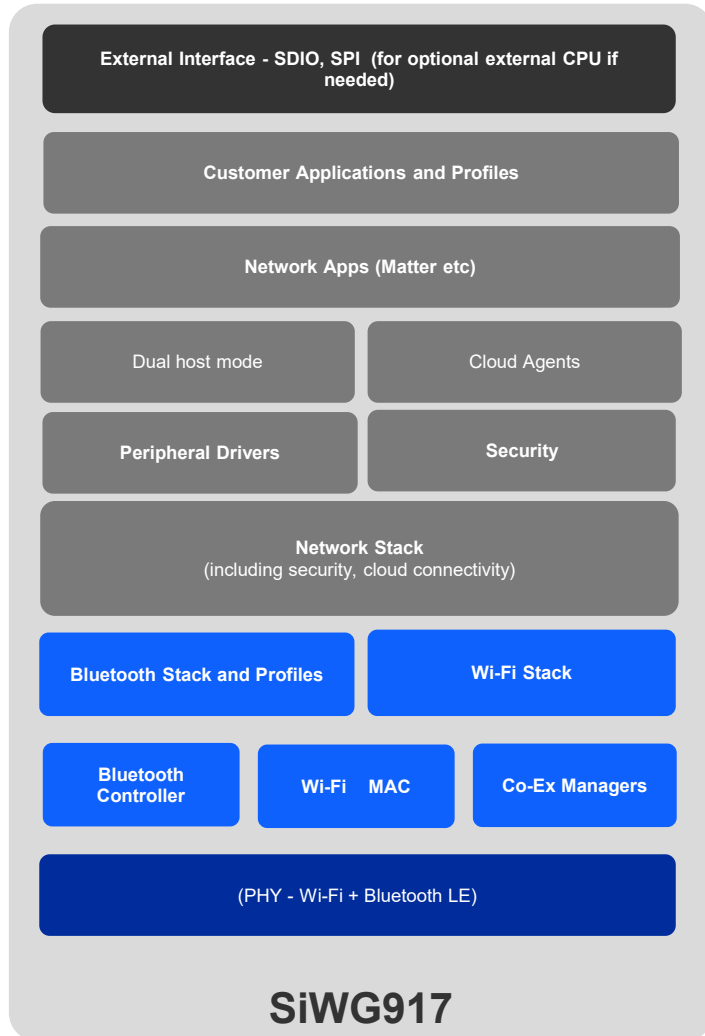 External Interface - SDIO, SPI (for optional external CPU if
needed)
Customer Applications and Profiles
Network Apps (Matter etc)
Dual host mode
Cloud Agents
Peripheral Drivers
Security
Network Stack
(including security, cloud connectivity)
Bluetooth Stack and Profiles
Wi-Fi Stack
Bluetooth
Controller
Wi-Fi MAC
Co-Ex Managers
(PHY - Wi-Fi + Bluetooth LE)
SiWG917